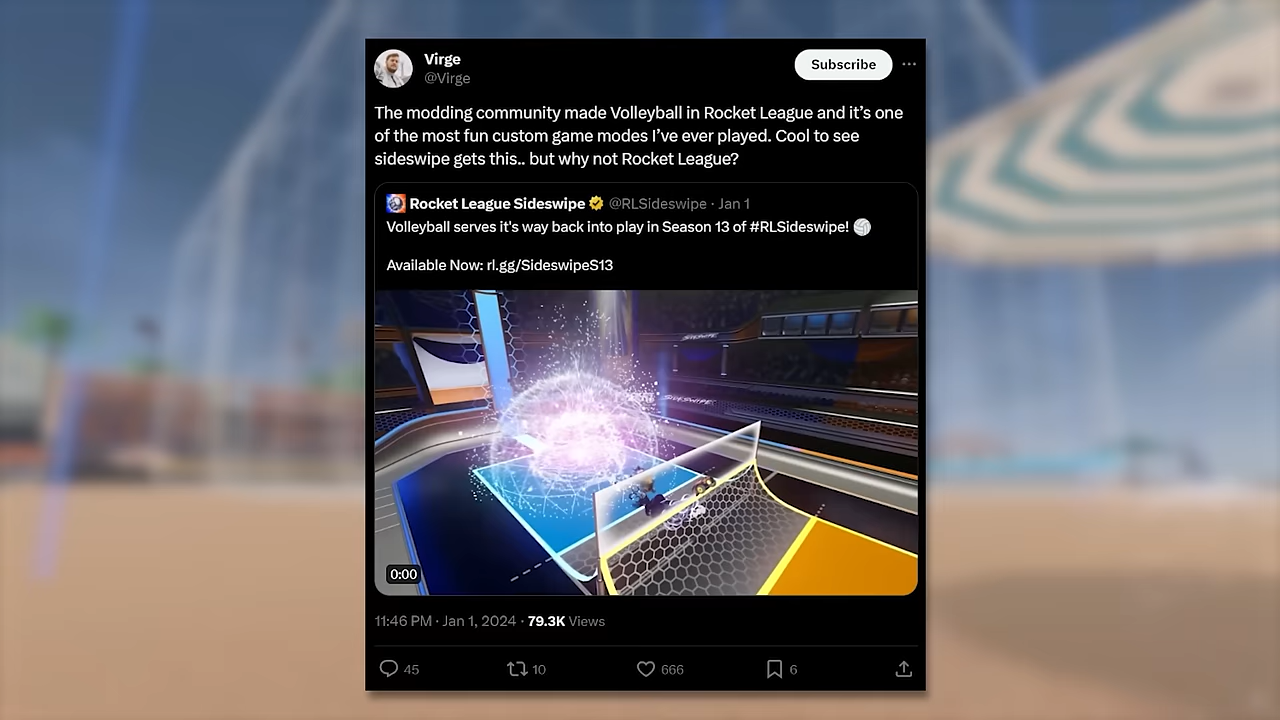 Virge
@Virge
Subscribe
The modding community made Volleyball in Rocket League and it’s one
of the most fun custom game modes I’ve ever played. Cool to see
sideswipe gets this.. but why not Rocket League?
Rocket League Sideswipe @RLSideswipe · Jan 1
Volleyball serves it's way back into play in Season 13 of #RLSideswipe!
Available Now: rl.gg/SideswipeS13
SIDESWIPE
0:00
11:46 PM · Jan 1, 2024 · 79.3K Views
45 10 666 6